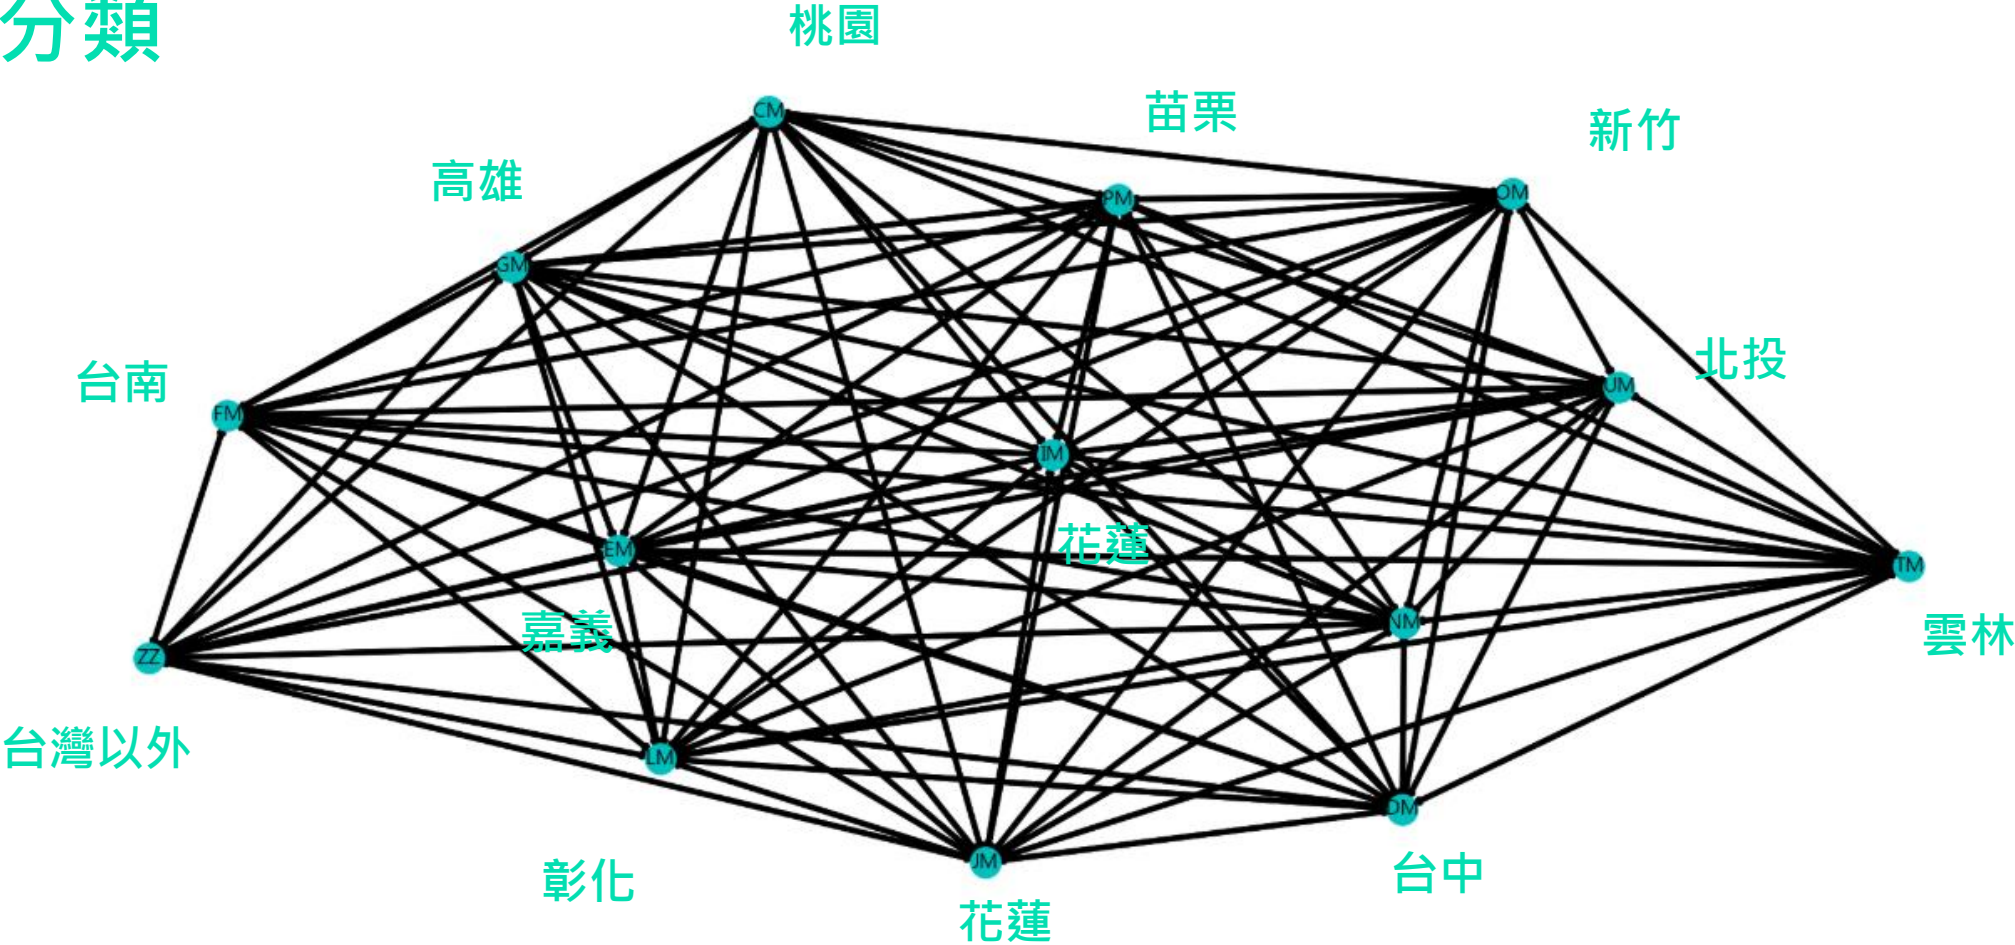 分類
桃園
CM
苗栗
新竹
高雄
PM
OM
GM
北投
台南
UM
FM
IM
花蓮
EM
TM
嘉義
NM
雲林
ZZ
台灣以外
LM
DM
彰化
JM
台中
花蓮